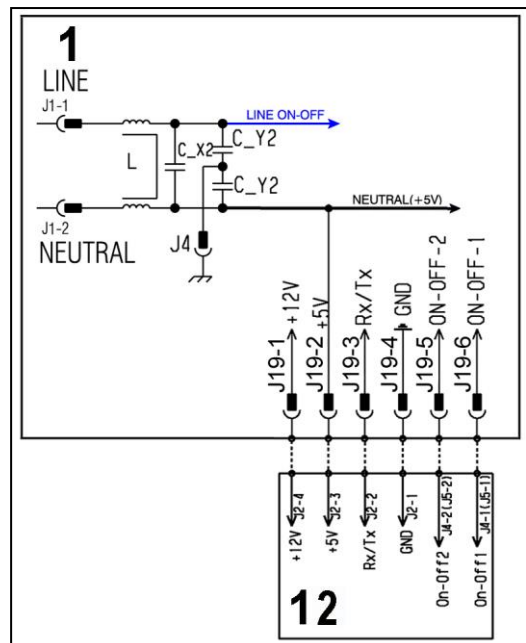 1
LINE
J1-1
LINE ON-OFF
C_Y2
C_X2
L
C_Y2
NEUTRAL(+5V)
J1-2
NEUTRAL
J4
J19-1
+12V
J19-2
+5V
J19-3
Rx/Tx
J19-4
GND
J19-5
ON-OFF-2
J19-6
ON-OFF-1
+12V
J2-4
+5V
J2-3
Rx/Tx
J2-2
GND
J2-1
On-Off2
J4-2(J5-2)
On-Off1
J4-1(J5-1)
12